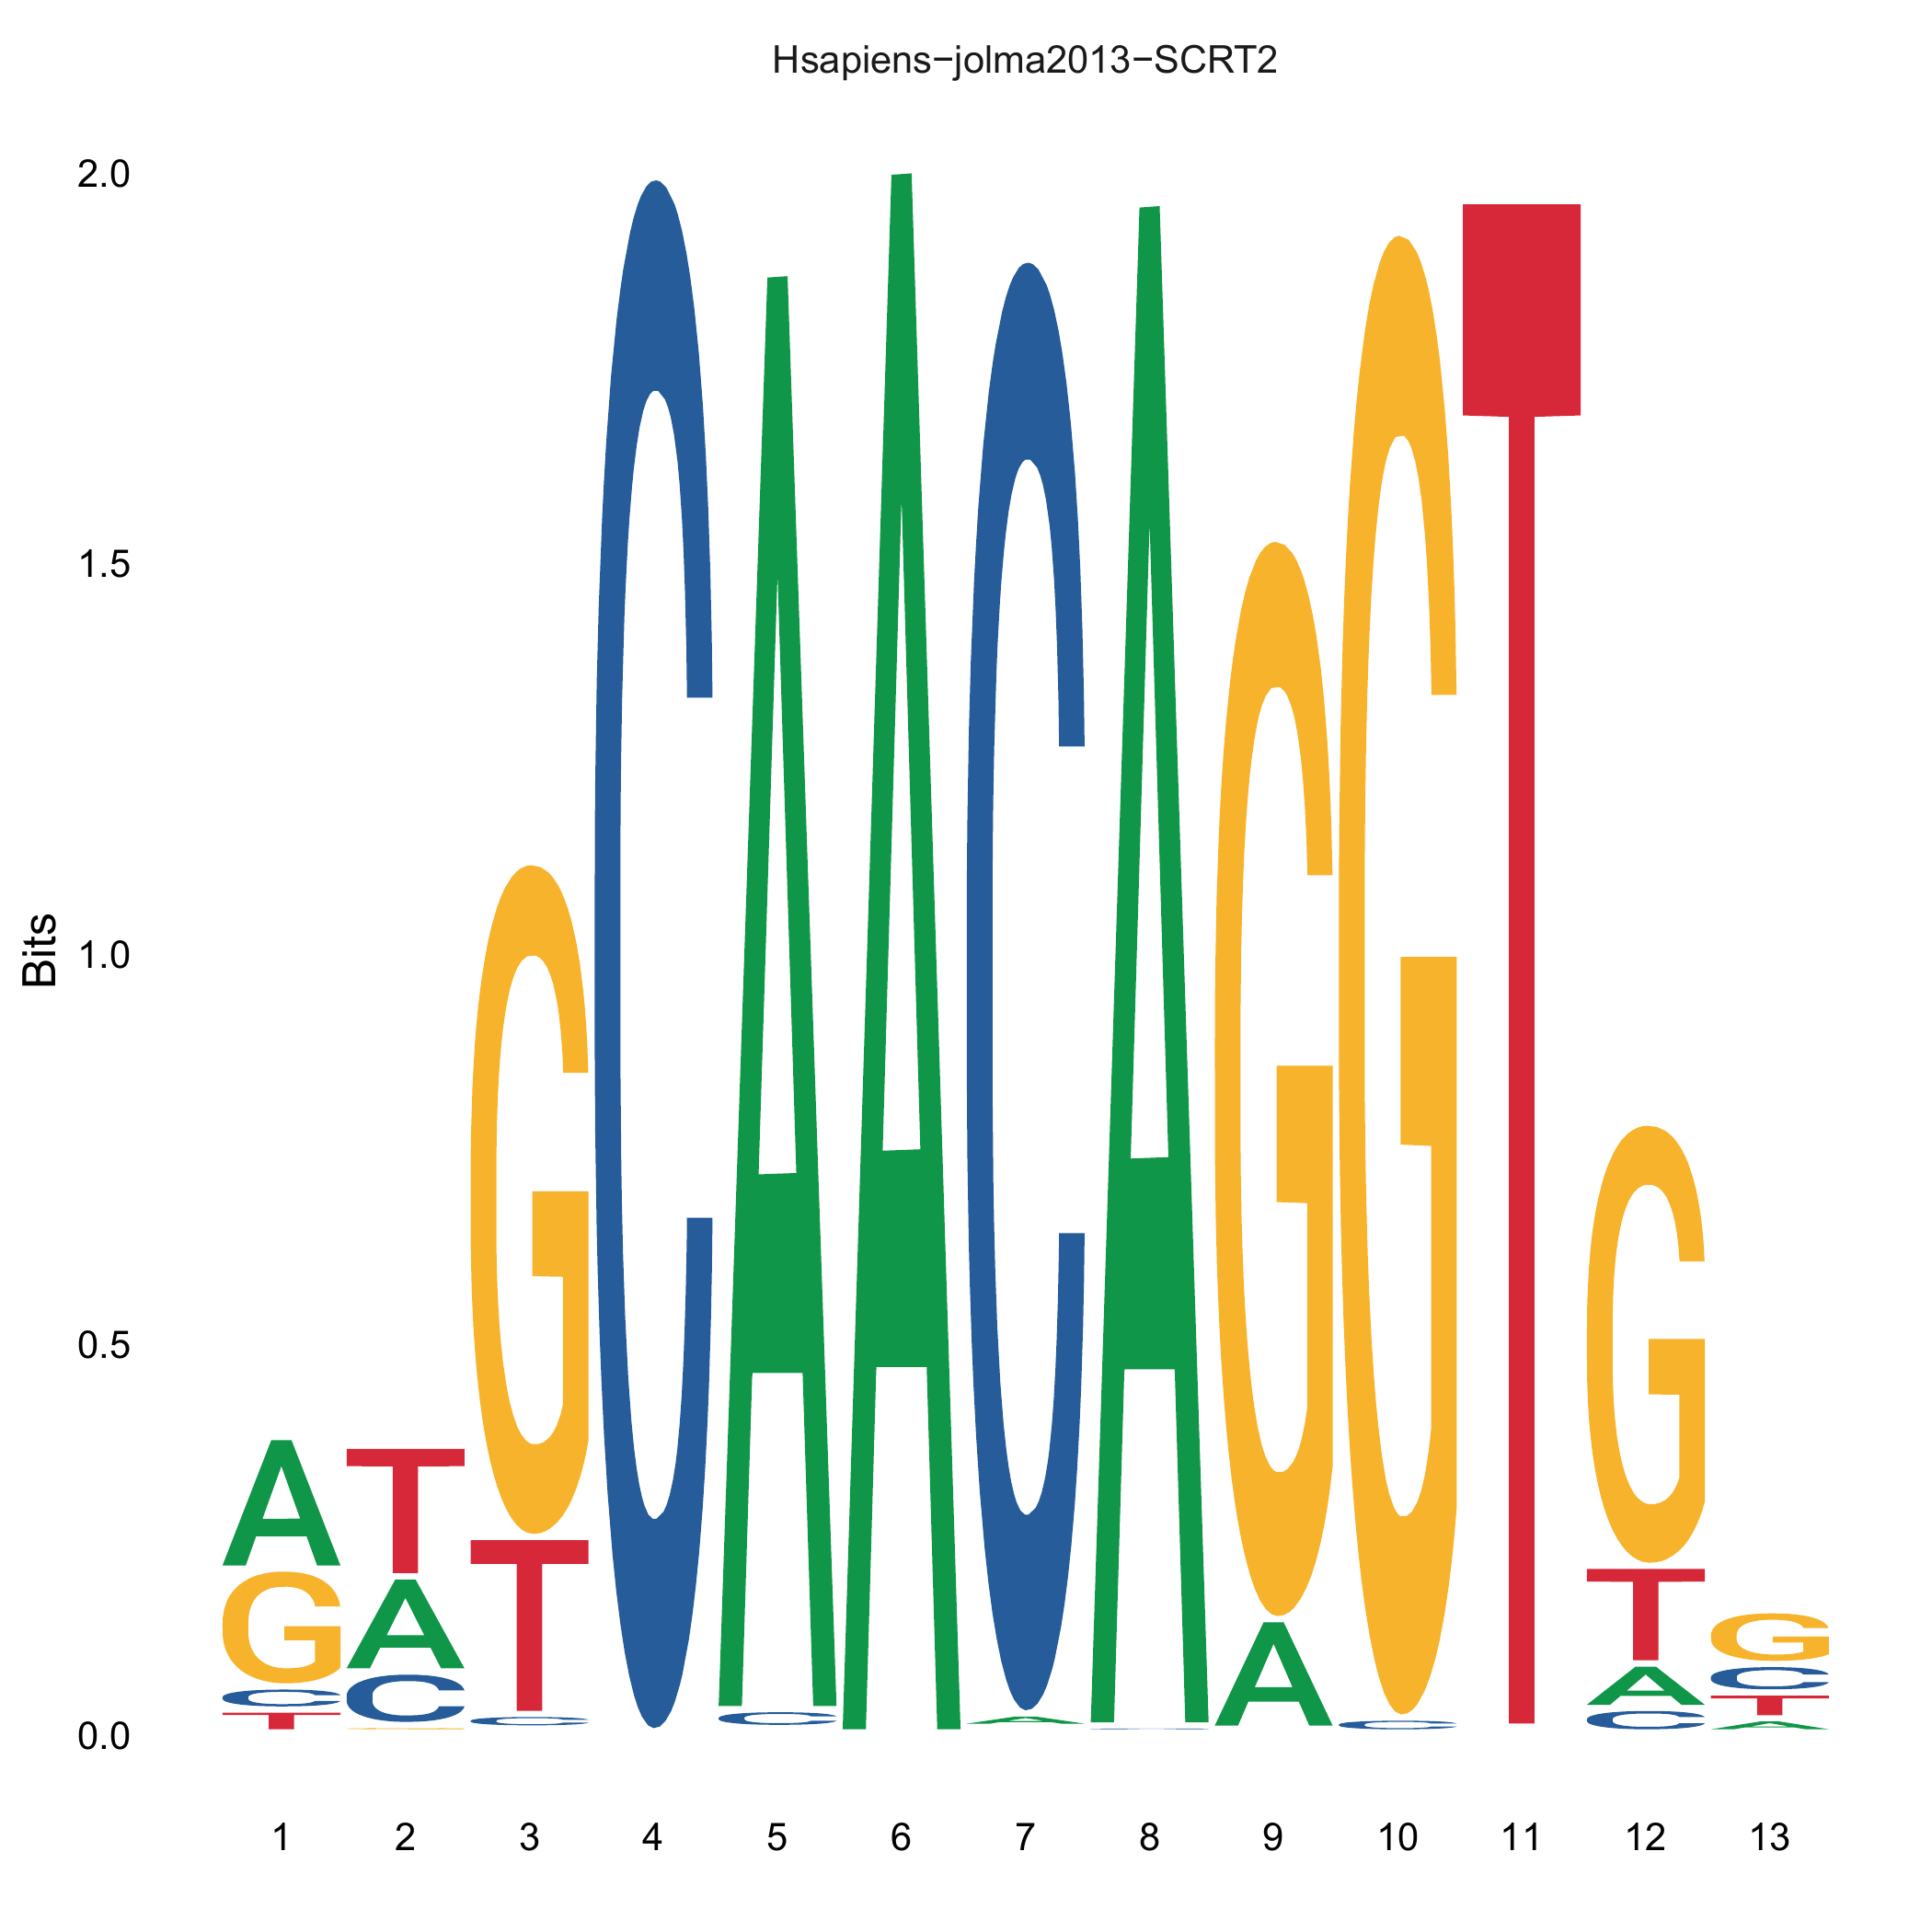 Hsapiens−jolma2013−SCRT2
2.0
1.5
1.0
0.5
0.0
Bits
A T G C A A C A G G T G G
G T A T C A C A C T C
C A C A T
T C G C A C C A
1 2 3 4 5 6 7 8 9 10 11 12 13